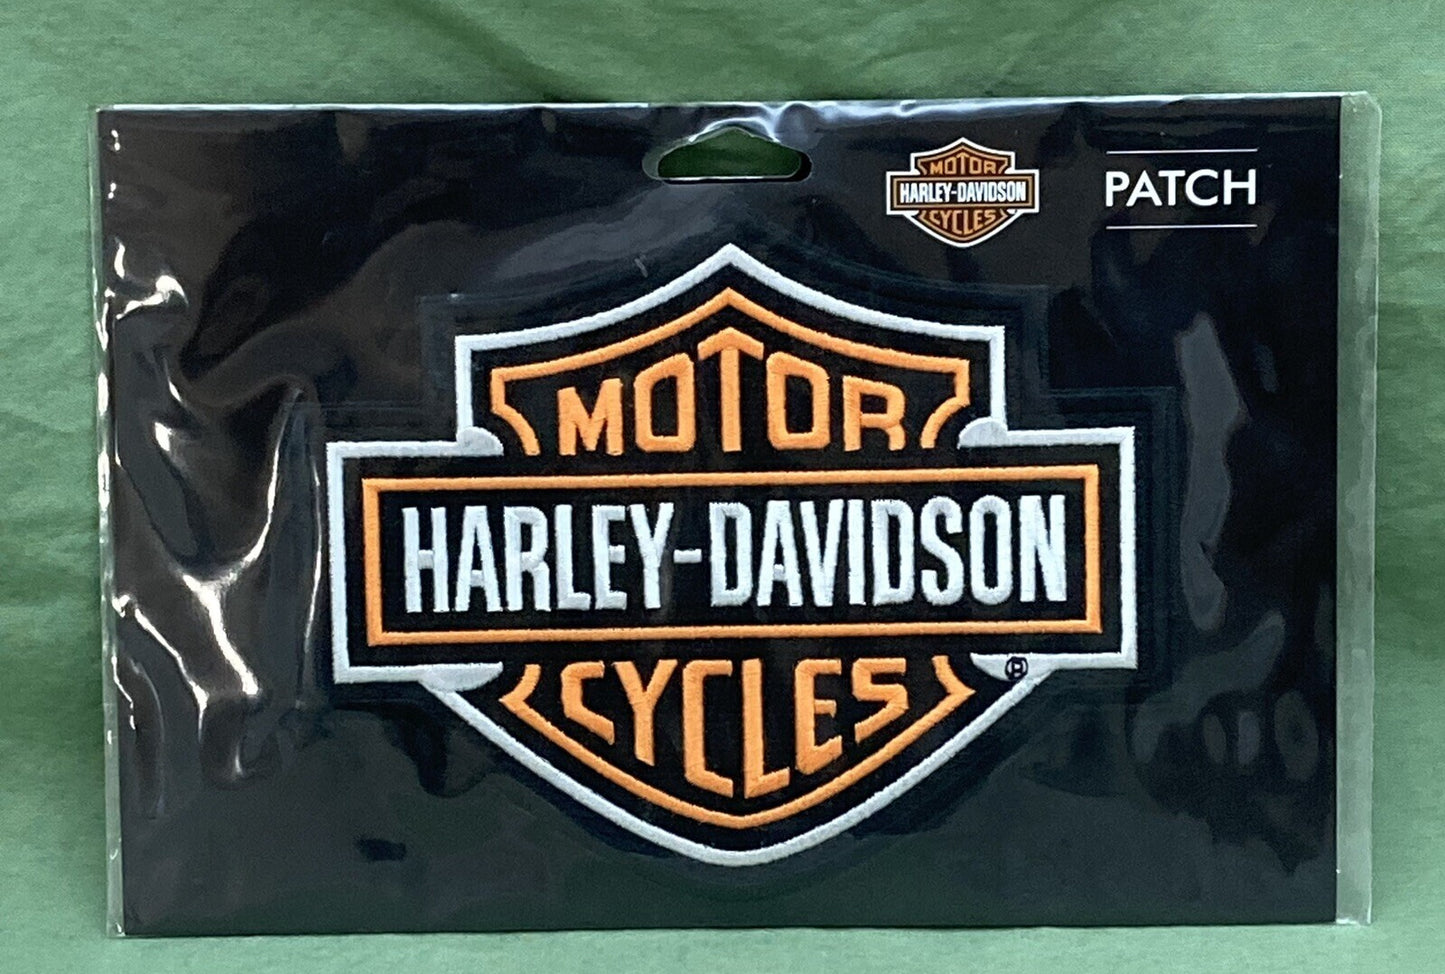 MOTOR
HARLEY-DAVIDSON
CYCLES
PATCH
MOTOR
HARLEY-DAVIDSON
CYCLES
®